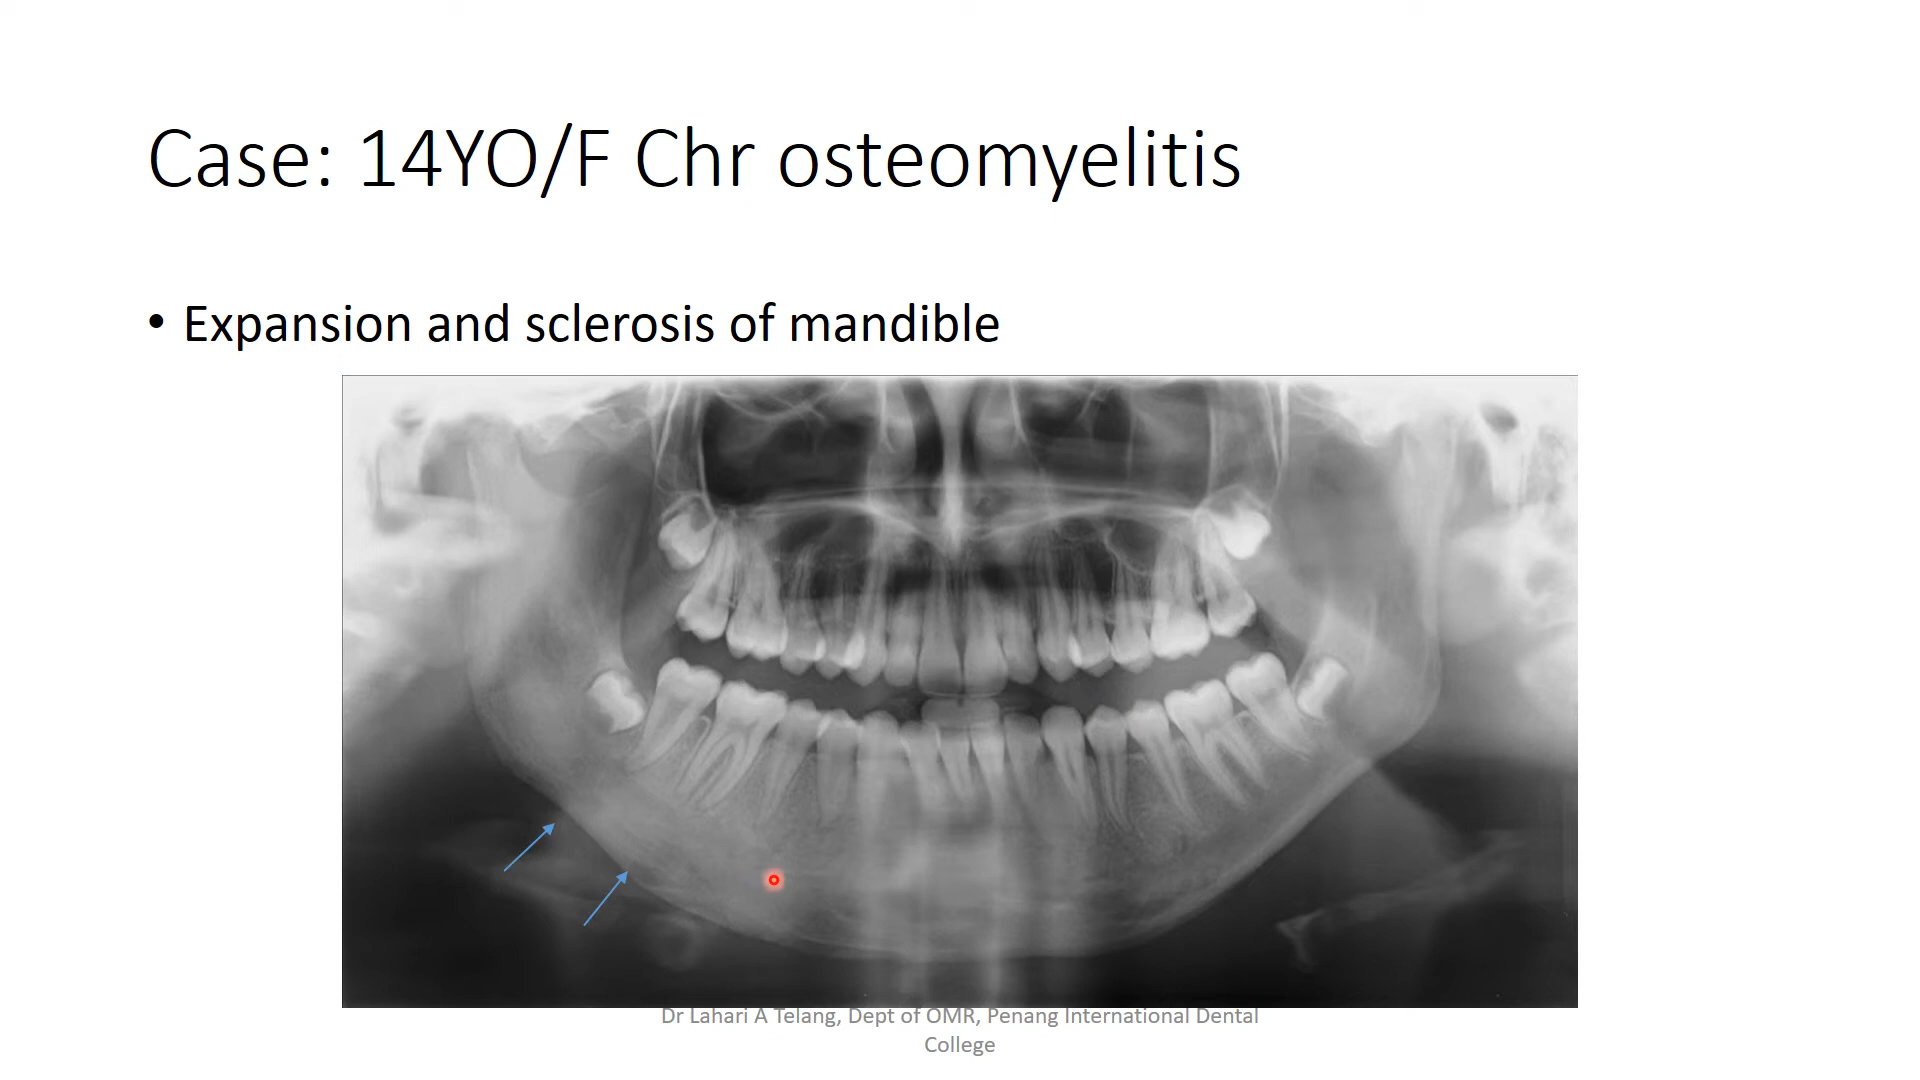 Case: 14YO/F Chr osteomyelitis
• Expansion and sclerosis of mandible
Dr Lahari A Telang, Dept of OMR, Penang International Dental
College